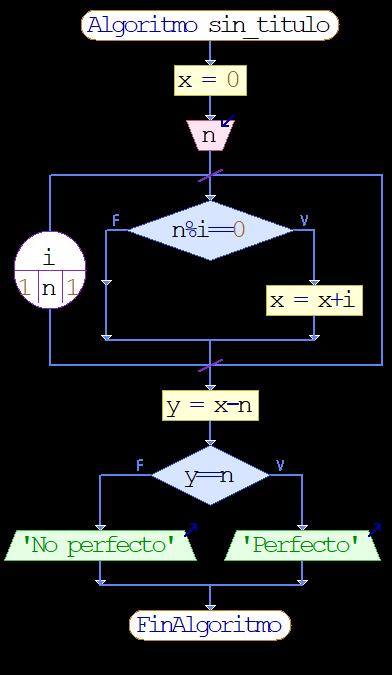 Algoritmo sin_titulo
x = 0
n
n%i==0
F
V
i
1 n 1
x = x+i
y = x-n
y==n
F
V
'No perfecto'
'Perfecto'
FinAlgoritmo